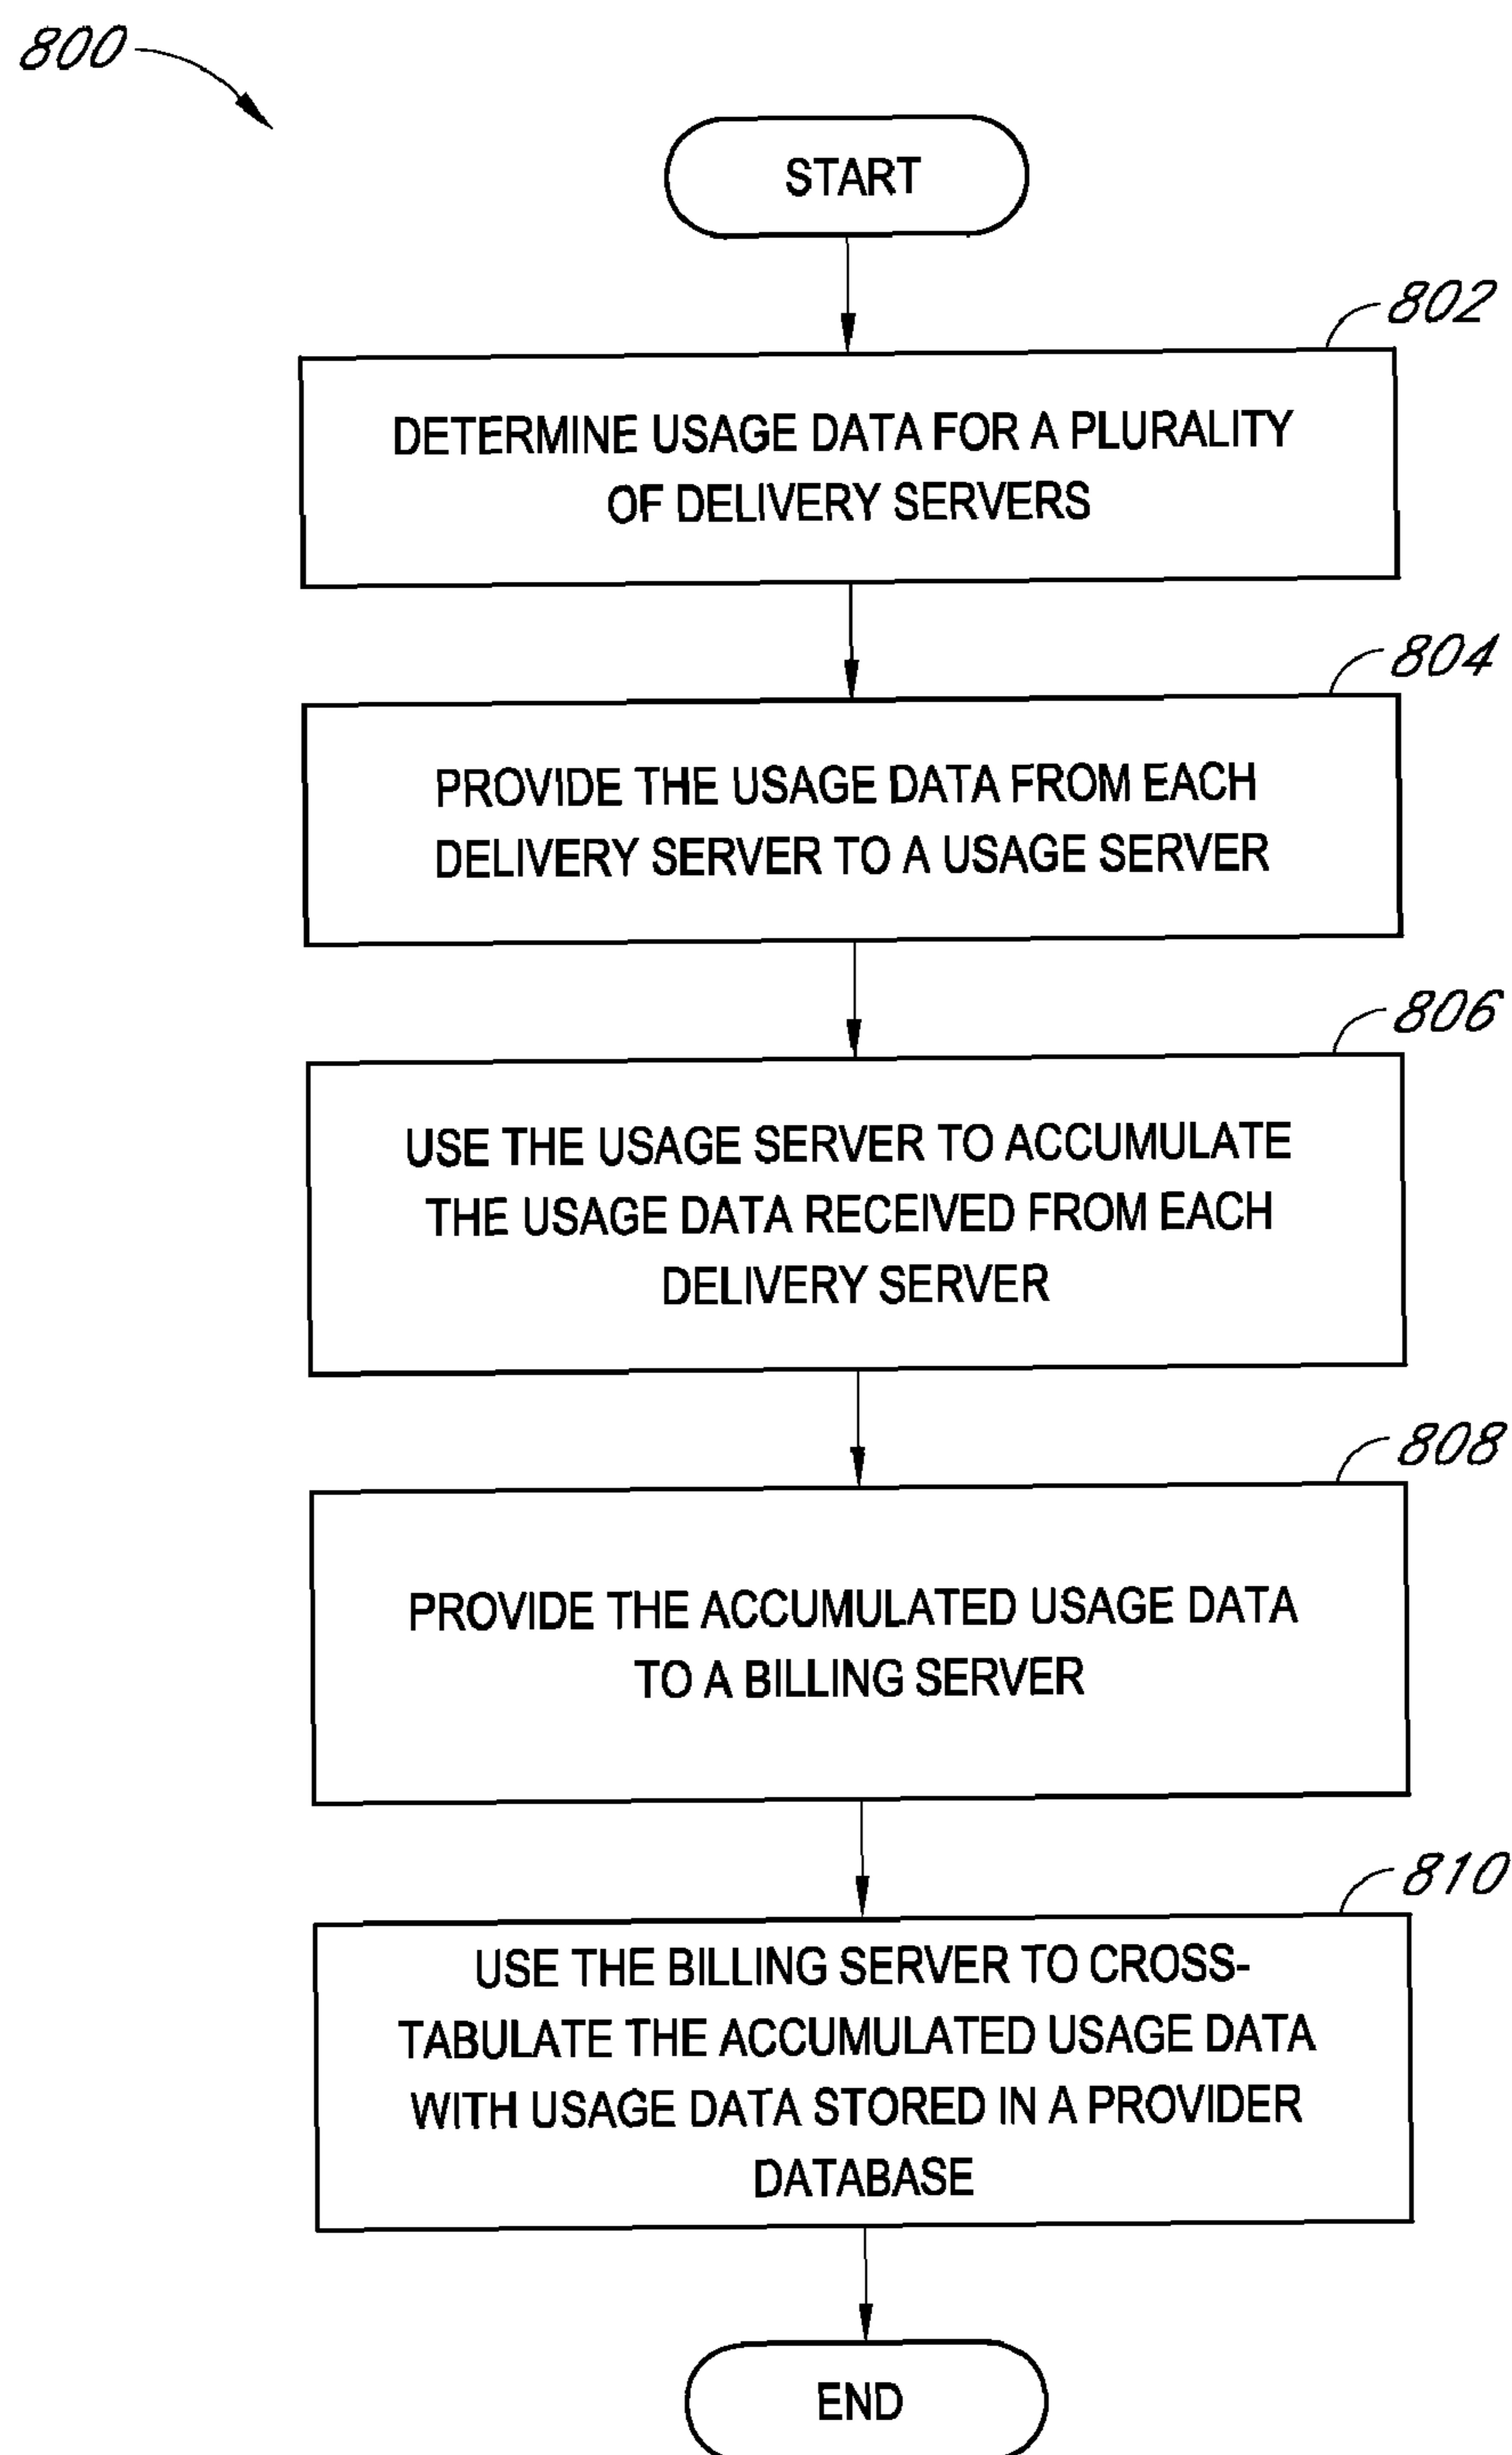 800
START
802
DETERMINE USAGE DATA FOR A PLURALITY
OF DELIVERY SERVERS
804
PROVIDE THE USAGE DATA FROM EACH
DELIVERY SERVER TO A USAGE SERVER
806
USE THE USAGE SERVER TO ACCUMULATE
THE USAGE DATA RECEIVED FROM EACH
DELIVERY SERVER
808
PROVIDE THE ACCUMULATED USAGE DATA
TO A BILLING SERVER
810
USE THE BILLING SERVER TO CROSS-
TABULATE THE ACCUMULATED USAGE DATA
WITH USAGE DATA STORED IN A PROVIDER
DATABASE
END